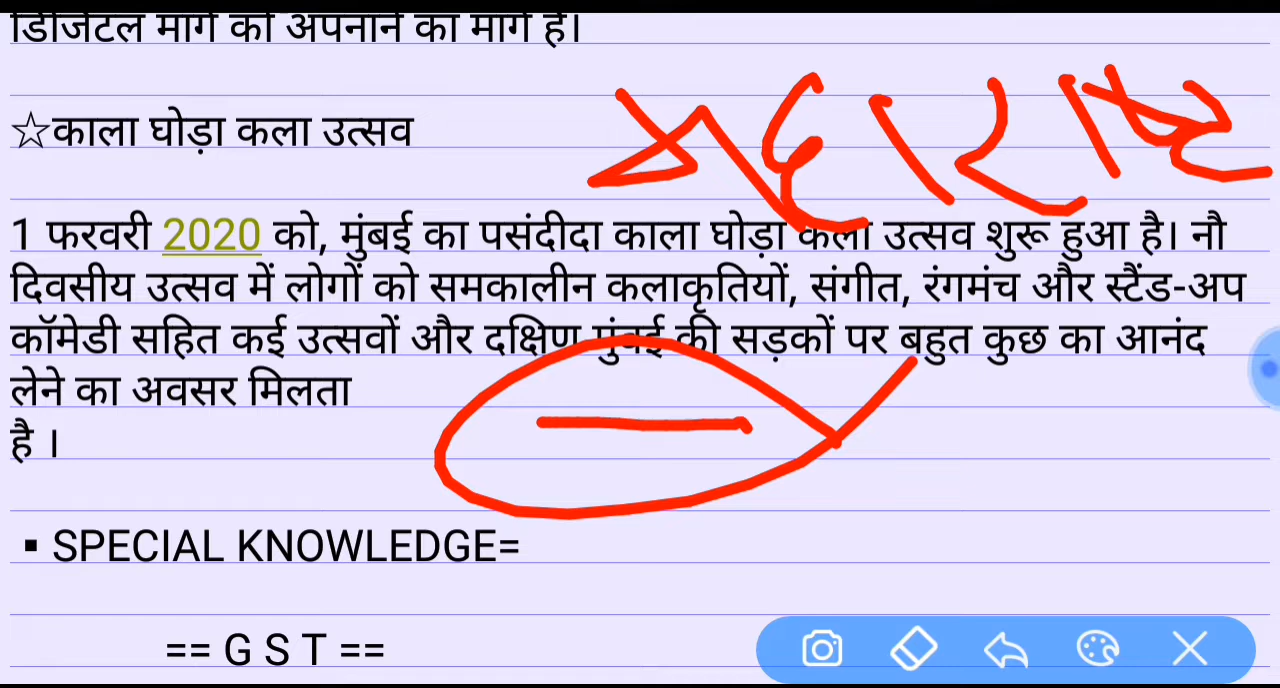 डिजिटल मार्ग को अपनाने का मार्ग है।
☆काला घोड़ा कला उत्सव
महाराष्ट्र
1 फरवरी 2020 को, मुंबई का पसंदीदा काला घोड़ा कला उत्सव शुरू हुआ है। नौ
दिवसीय उत्सव में लोगों को समकालीन कलाकृतियों, संगीत, रंगमंच और स्टैंड-अप
कॉमेडी सहित कई उत्सवों और दक्षिण मुंबई की सड़कों पर बहुत कुछ का आनंद
लेने का अवसर मिलता
है ।
▪ SPECIAL KNOWLEDGE=
== G S T ==